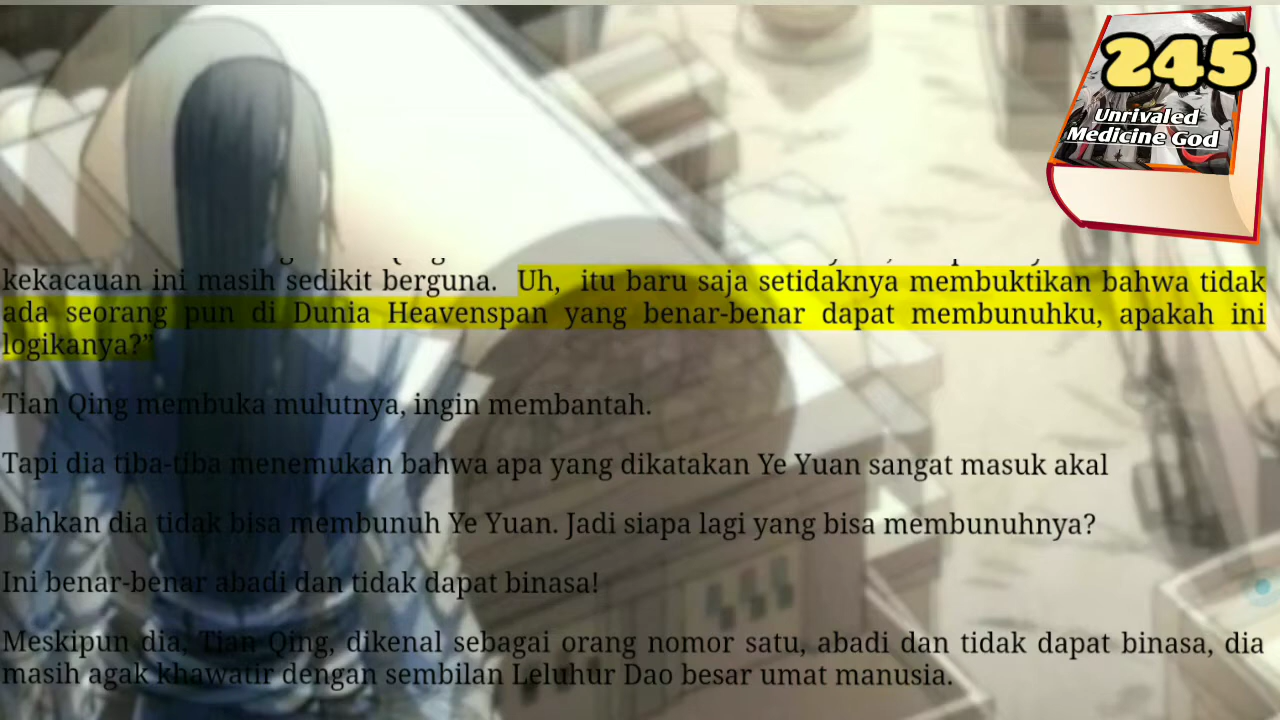 245
Unrivaled
Medicine God
kekacauan ini masih sedikit berguna. Uh, itu baru saja setidaknya membuktikan bahwa tidak
ada seorang pun di Dunia Heavenspan yang benar-benar dapat membunuhku, apakah ini
logikanya?”
Tian Qing membuka mulutnya, ingin membantah.
Tapi dia tiba-tiba menemukan bahwa apa yang dikatakan Ye Yuan sangat masuk akal
Bahkan dia tidak bisa membunuh Ye Yuan. Jadi siapa lagi yang bisa membunuhnya?
Ini benar-benar abadi dan tidak dapat binasa!
Meskipun dia, Tian Qing, dikenal sebagai orang nomor satu, abadi dan tidak dapat binasa, dia
masih agak khawatir dengan sembilan Leluhur Dao besar umat manusia.